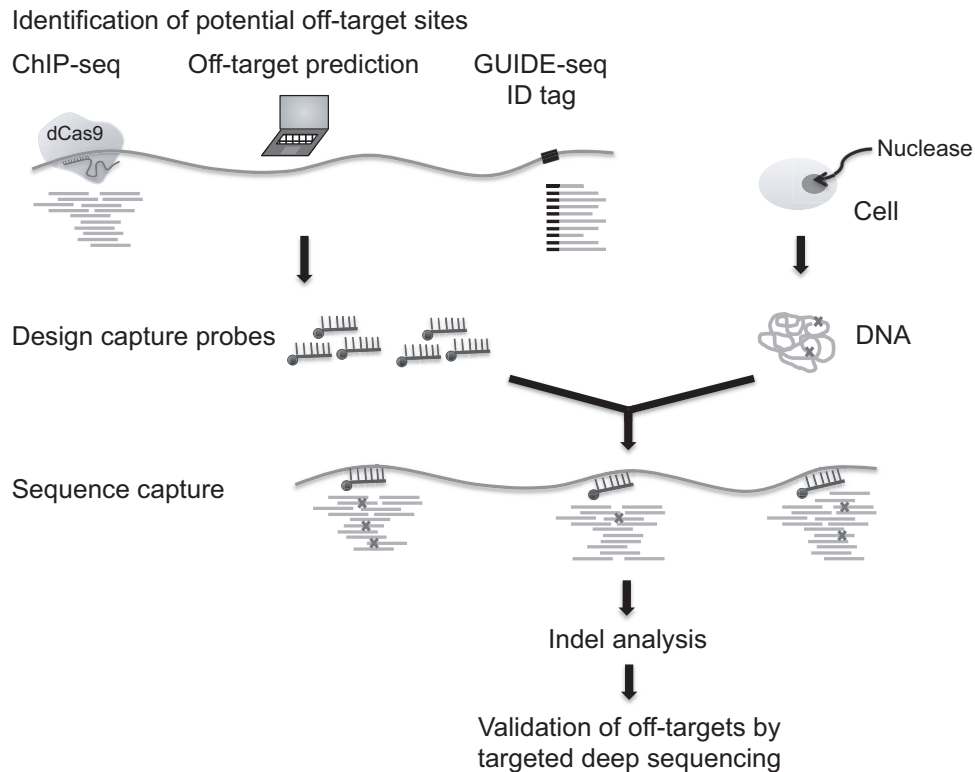 Identification of potential off-target sites
ChIP-seq
Off-target prediction
GUIDE-seq
ID tag
dCas9
Nuclease
Cell
Design capture probes
DNA
Sequence capture
Indel analysis
Validation of off-targets by
targeted deep sequencing